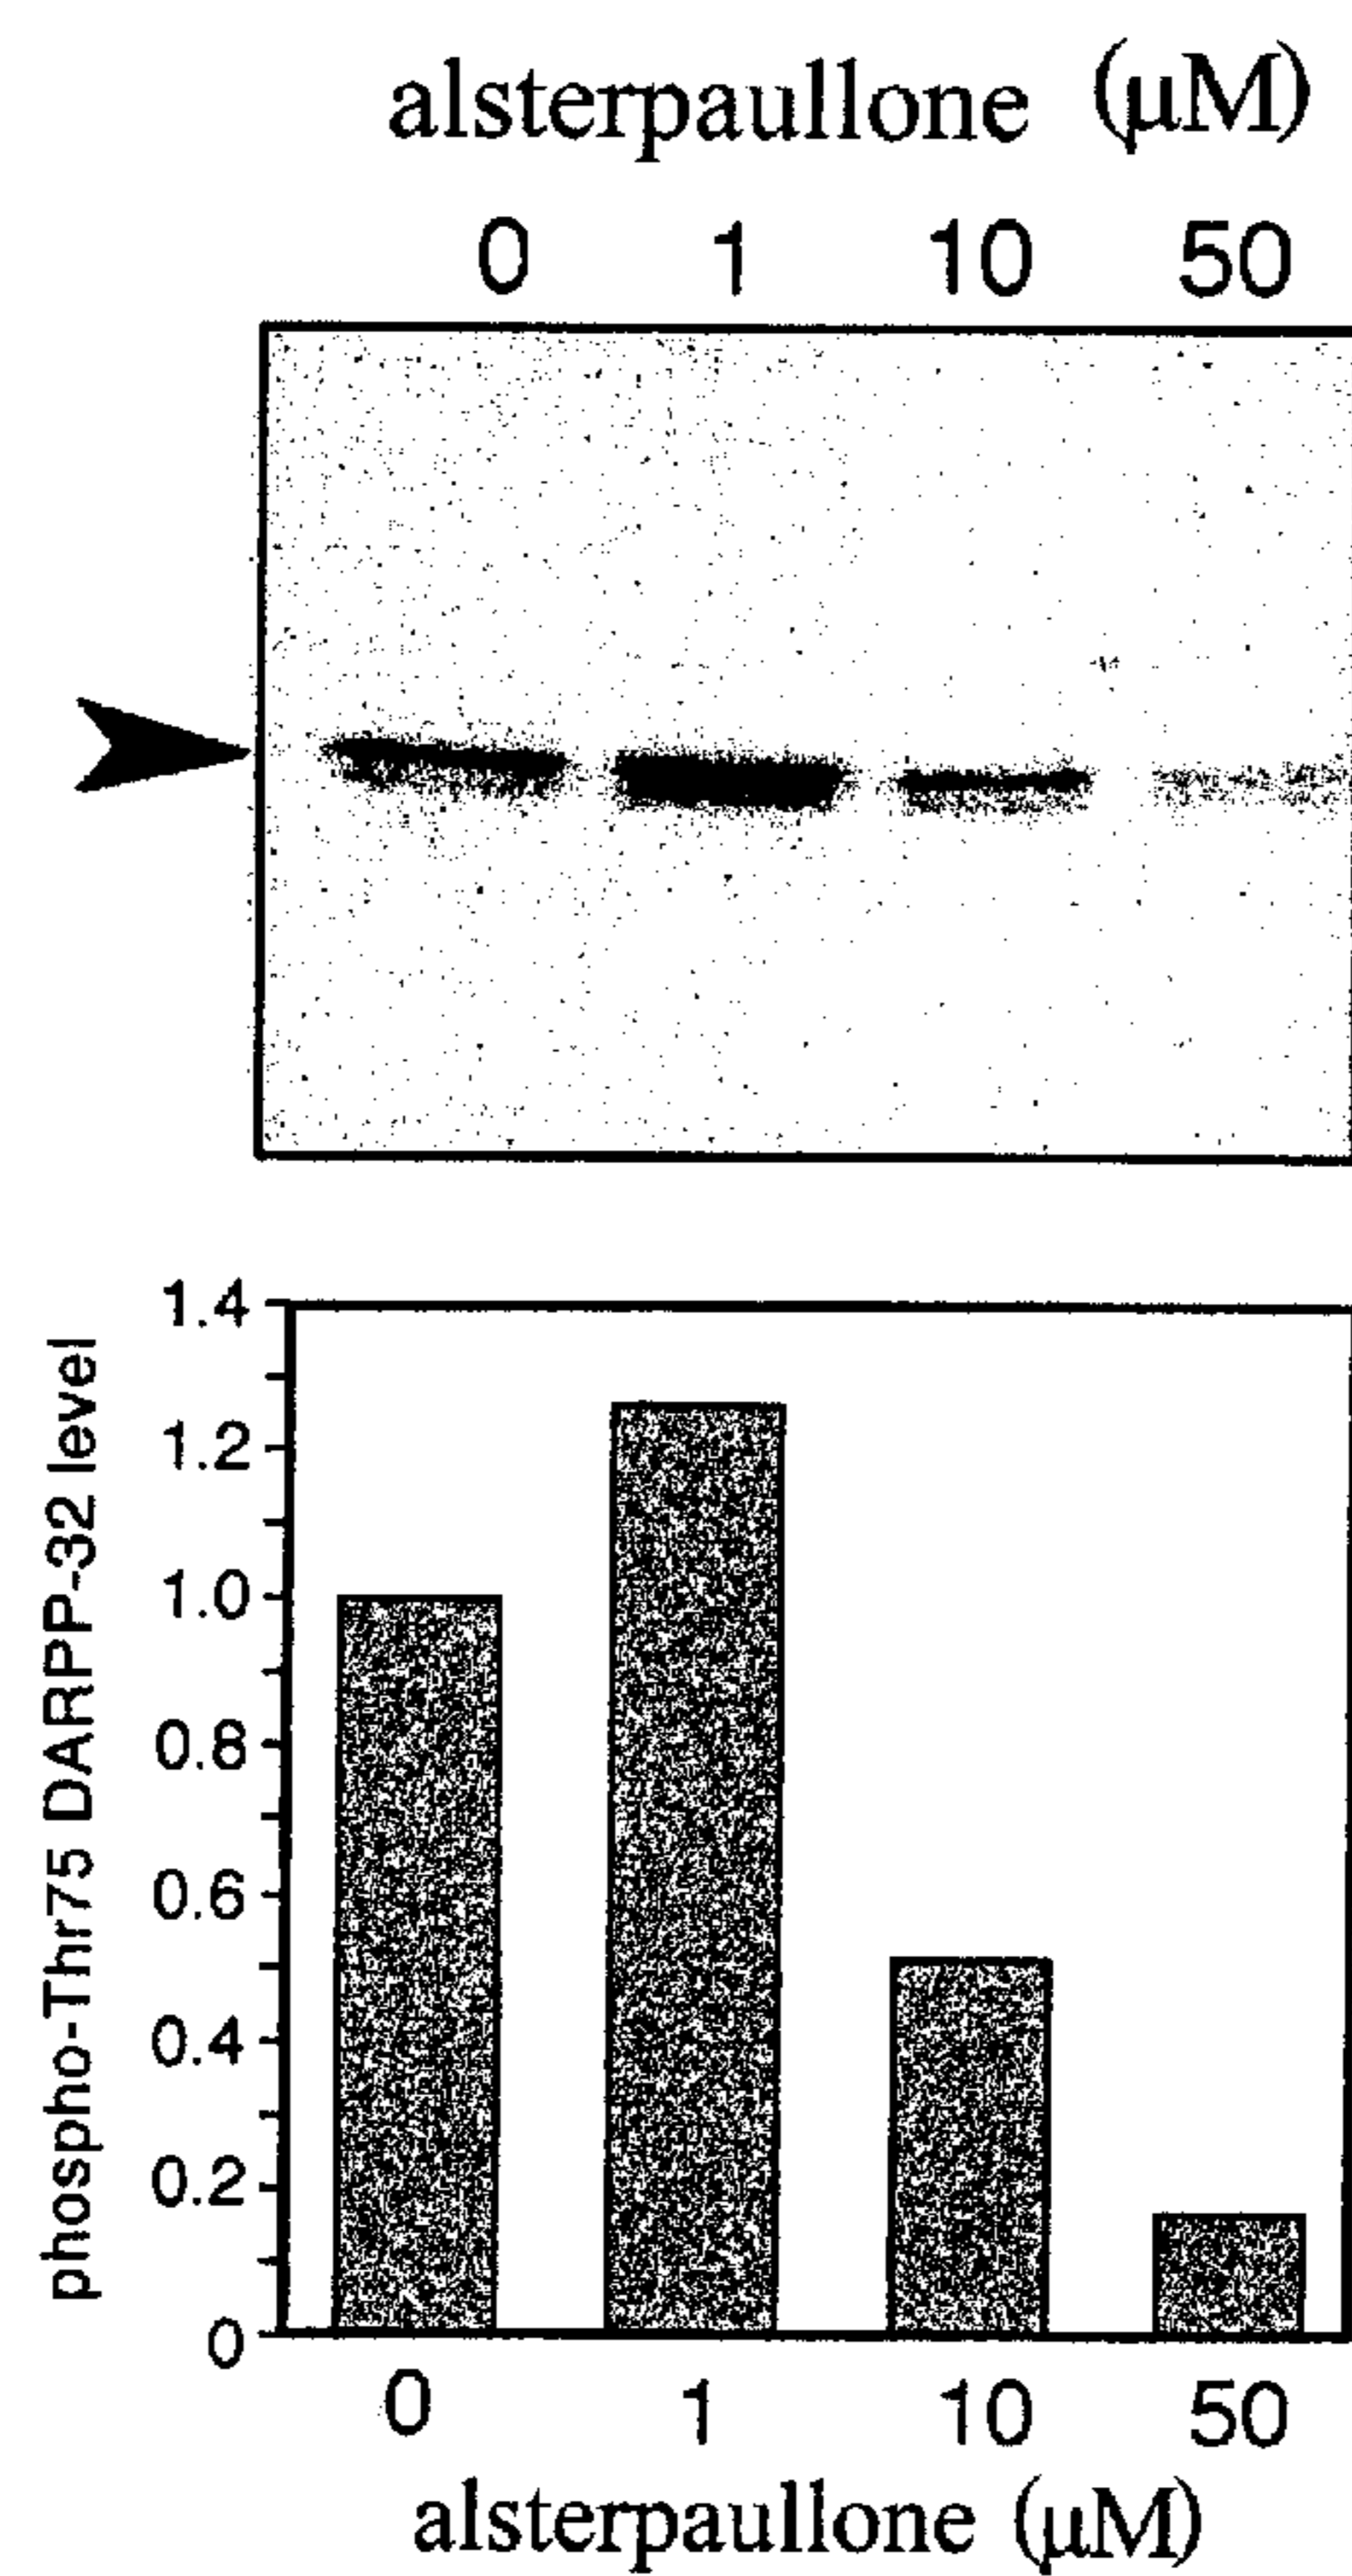 alsterpaullone (μM)
0 1 10 50
phospho-Thr75 DARPP-32 level
1.4
1.2
1.0
0.8
0.6
0.4
0.2
0
0 1 10 50
alsterpaullone (μM)